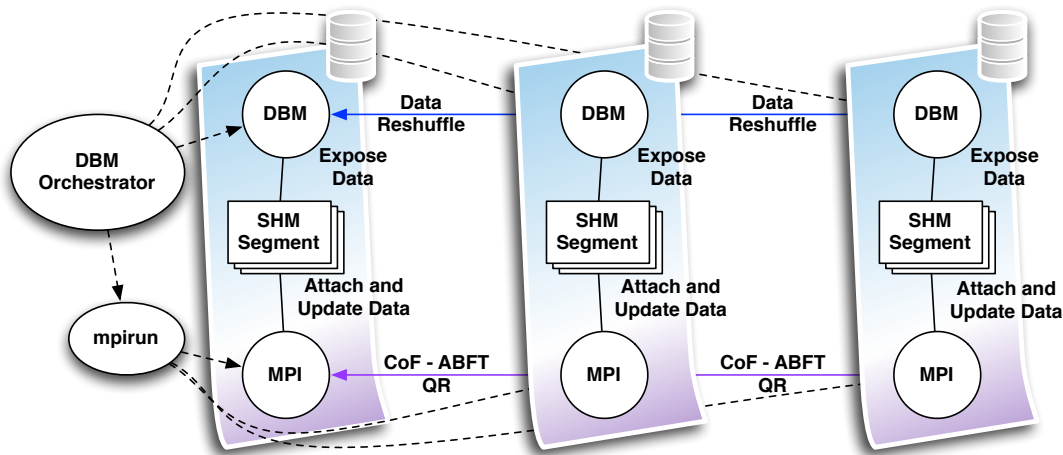 DBM
Orchestrator
mpirun
DBM
Data
Reshuffle
DBM
Data
Reshuffle
DBM
Expose
Data
Expose
Data
Expose
Data
SHM
Segment
SHM
Segment
SHM
Segment
Attach and
Update Data
Attach and
Update Data
Attach and
Update Data
MPI
CoF - ABFT
QR
MPI
CoF - ABFT
QR
MPI